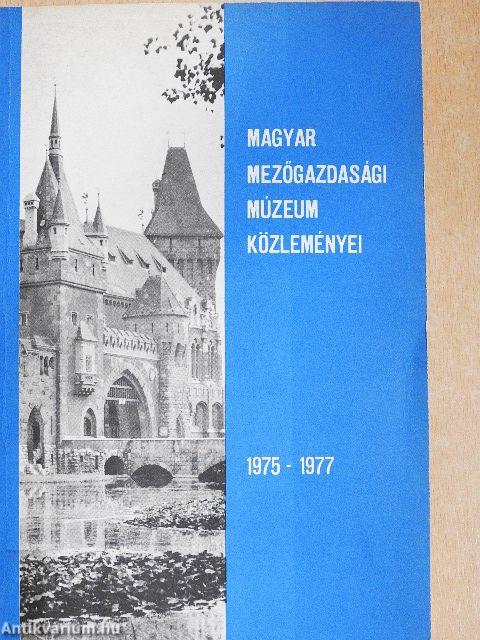 MAGYAR
MEZŐGAZDASÁGI
MÚZEUM
KÖZLEMÉNYEI
1975 - 1977
Antikvarium.hu